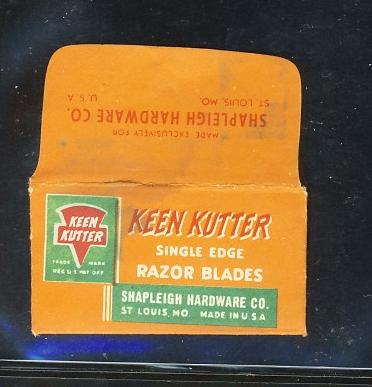 MADE EXCLUSIVELY FOR
SHAPLEIGH HARDWARE CO.
ST. LOUIS, MO. U.S.A
KEEN
KUTTER
TRADE MARK
REG U S PAT OFF
KEEN KUTTER
SINGLE EDGE
RAZOR BLADES
SHAPLEIGH HARDWARE CO.
ST LOUIS, MO. MADE IN U S A